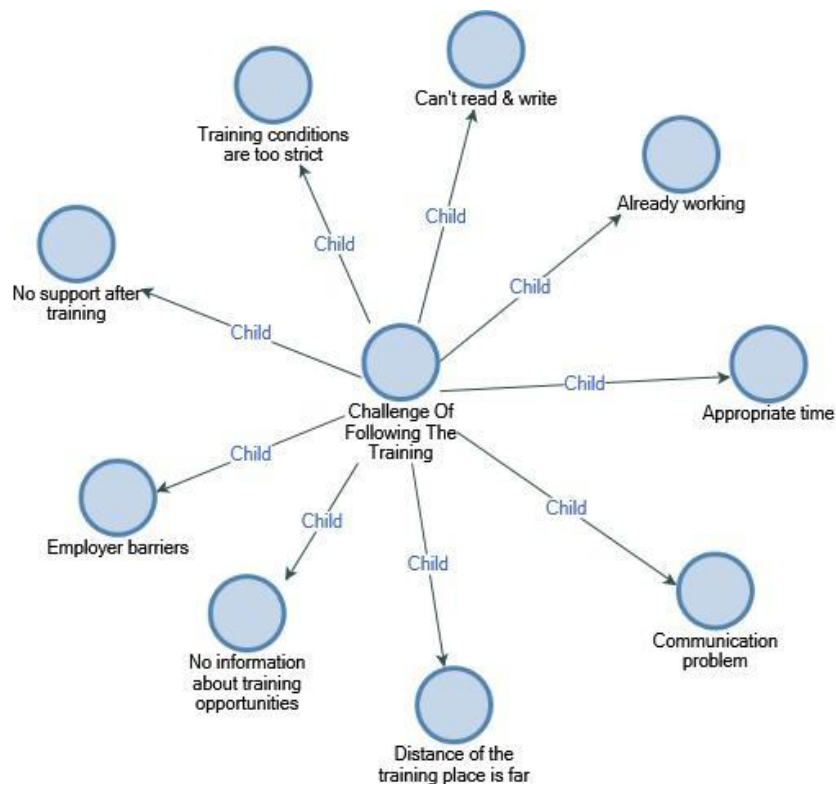 Can't read & write
Training conditions
are too strict
Child
Already working
Child
Child
Child
No support after
training
Child
Child
Appropriate time
Challenge Of
Following The
Training
Child
Child
Child
Child
Employer barriers
No information
about training
opportunities
Communication
problem
Distance of the
training place is far